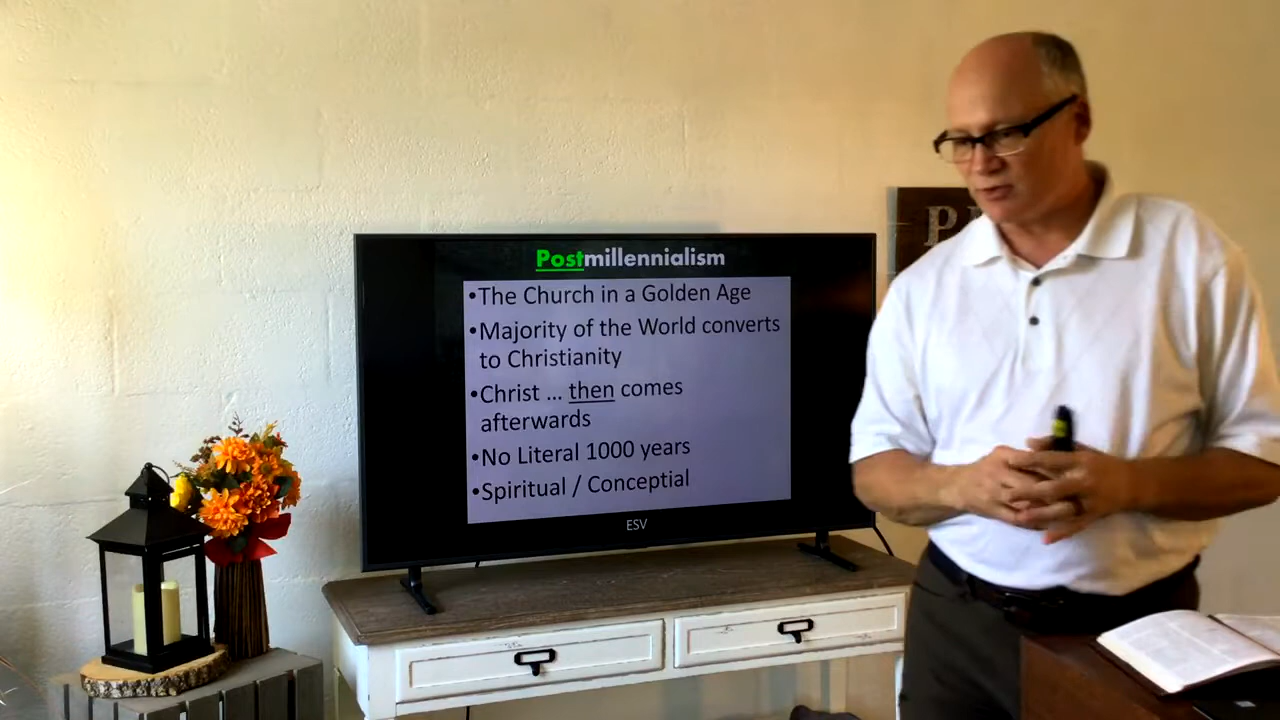 Postmillennialism
•The Church in a Golden Age
•Majority of the World converts
to Christianity
•Christ ... then comes
afterwards
•No Literal 1000 years
•Spiritual / Conceptial
ESV